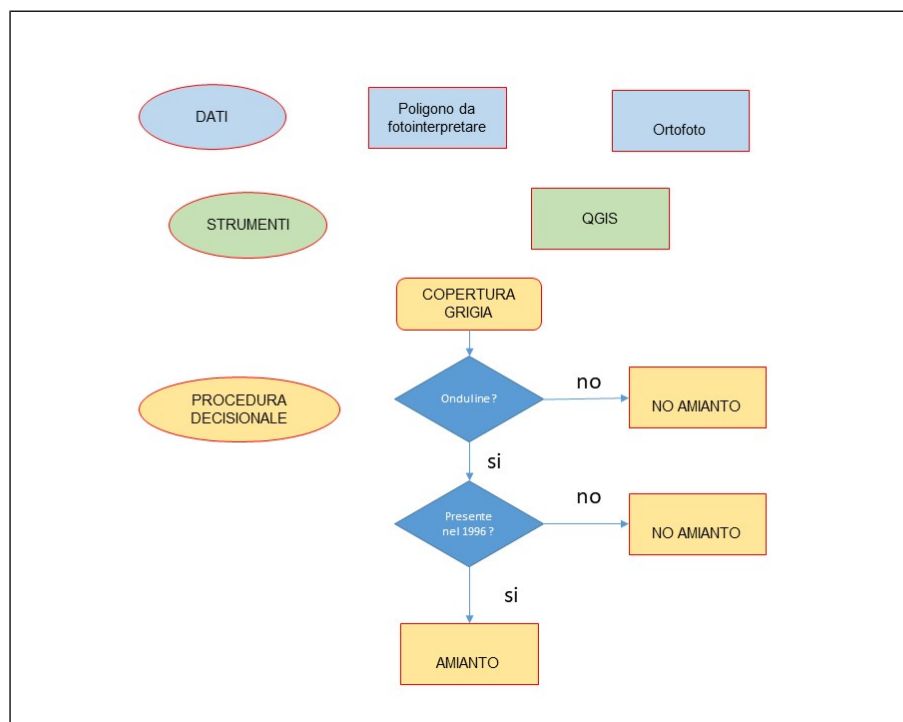 DATI
Poligono da
fotointerpretare
Ortofoto
STRUMENTI
QGIS
COPERTURA
GRIGIA
PROCEDURA
DECISIONALE
Onduline?
no
NO AMIANTO
si
Presente
nel 1996?
no
NO AMIANTO
si
AMIANTO